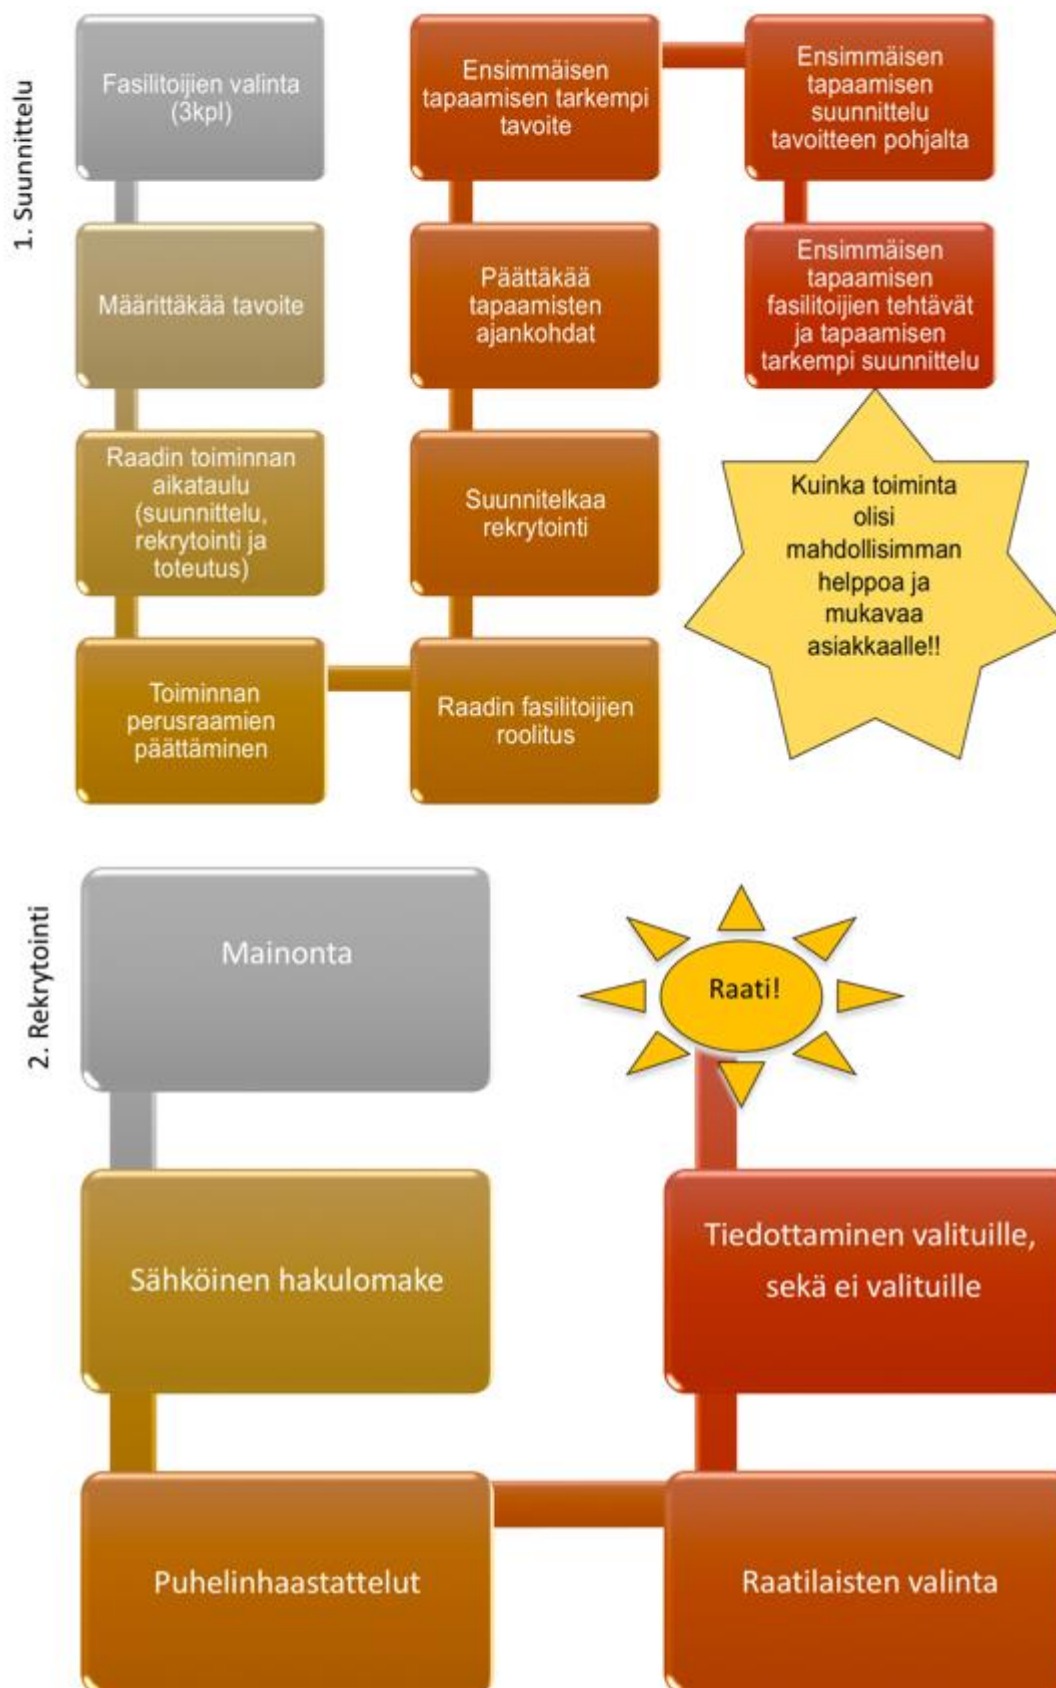 1. Suunnittelu
Fasilitoijien valinta
(3kpl)
Määrittäkää tavoite
Raadin toiminnan
aikataulu
(suunnittelu,
rekrytointi ja
toteutus)
Toiminnan
perusraamien
päättäminen
Raadin fasilitoijien
roolitus
Suunnitelkaa
rekrytointi
Päättäkää
tapaamisten
ajankohdat
Ensimmäisen
tapaamisen tarkempi
tavoite
Ensimmäisen
tapaamisen
suunnittelu
tavoitteen pohjalta
Ensimmäisen
tapaamisen
fasilitoijien tehtävät
ja tapaamisen
tarkempi suunnittelu
Kuinka toiminta
olisi
mahdollisimman
helppoa ja
mukavaa
asiakkaalle!!
2. Rekrytointi
Mainonta
Sähköinen hakulomake
Puhelinhaastattelut
Raatilaisten valinta
Tiedottaminen valituille,
sekä ei valituille
Raati!